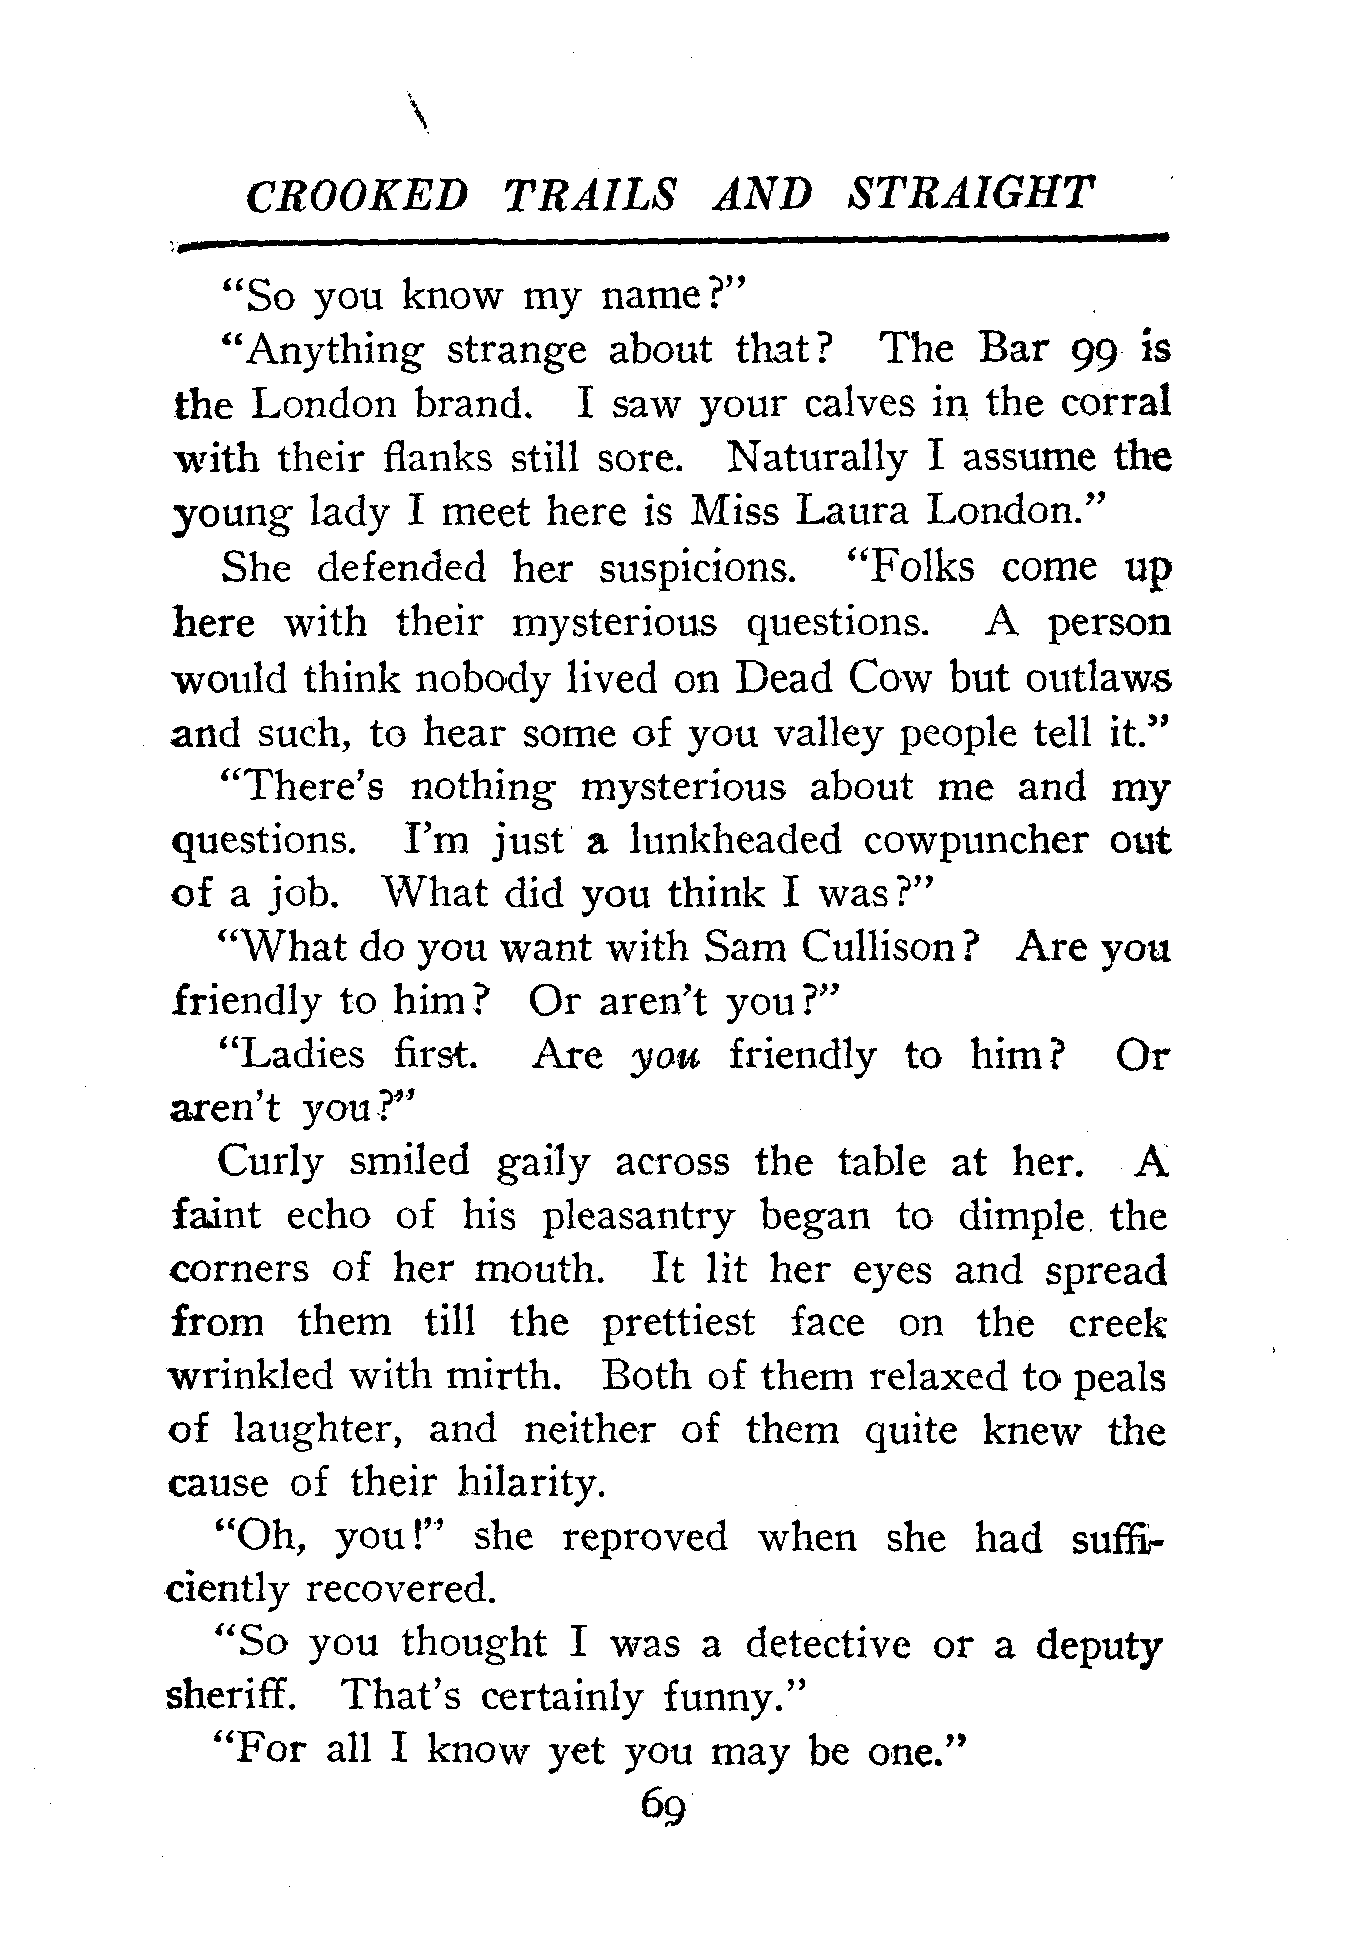 CROOKED TRAILS AND STRAIGHT
“So you know my name?”
“Anything strange about that? The Bar 99 is
the London brand. I saw your calves in the corral
with their flanks still sore. Naturally I assume the
young lady I meet here is Miss Laura London.”
She defended her suspicions. “Folks come up
here with their mysterious questions. A person
would think nobody lived on Dead Cow but outlaws
and such, to hear some of you valley people tell it.”
“There’s nothing mysterious about me and my
questions. I’m just a lunkheaded cowpuncher out
of a job. What did you think I was?”
“What do you want with Sam Cullison? Are you
friendly to him? Or aren’t you?”
“Ladies first. Are you friendly to him? Or
aren’t you?”
Curly smiled gaily across the table at her. A
faint echo of his pleasantry began to dimple the
corners of her mouth. It lit her eyes and spread
from them till the prettiest face on the creek
wrinkled with mirth. Both of them relaxed to peals
of laughter, and neither of them quite knew the
cause of their hilarity.
“Oh, you!” she reproved when she had suffi-
ciently recovered.
“So you thought I was a detective or a deputy
sheriff. That’s certainly funny.”
“For all I know yet you may be one.”
69